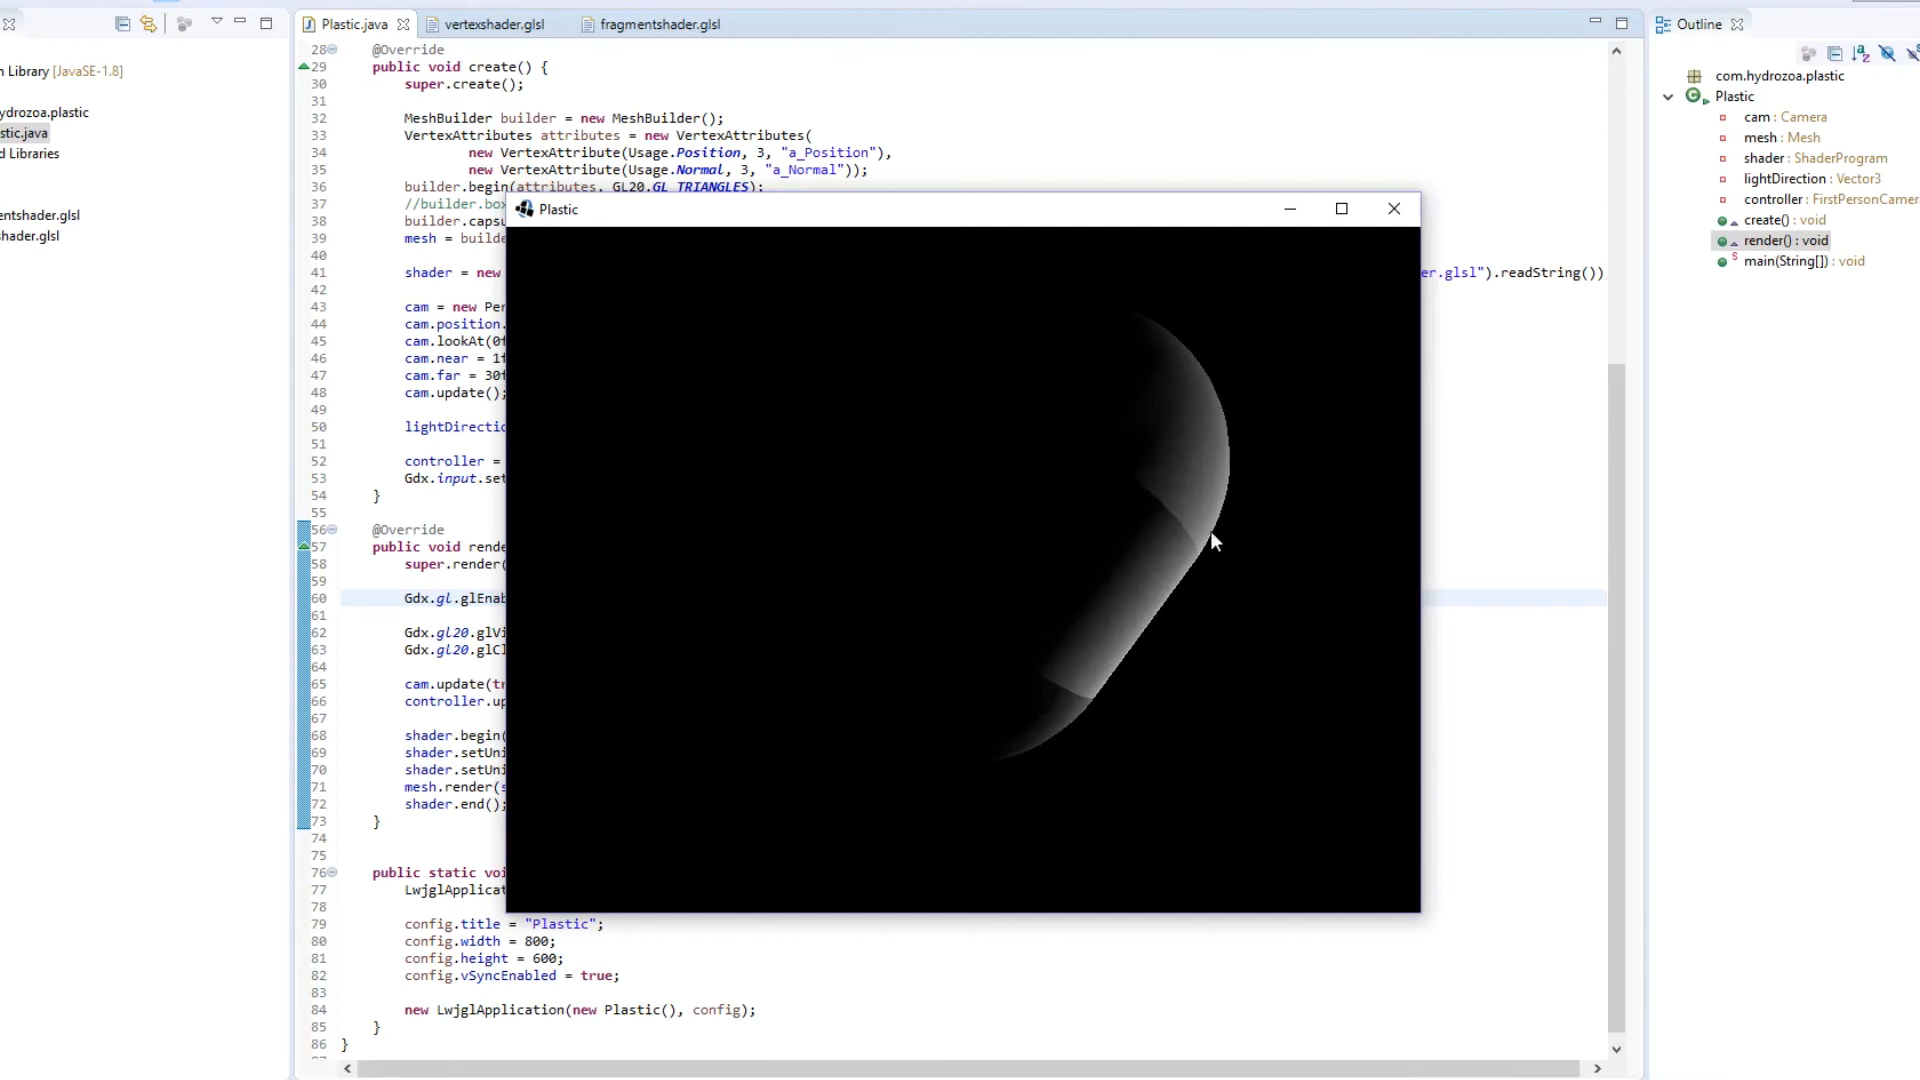 n Library [JavaSE-1.8]
ydrozoa.plastic
stic.java
d Libraries
entshader.glsl
shader.glsl
Plastic.java
vertexshader.glsl
fragmentshader.glsl
28 @Override
29 public void create() {
30 super.create();
31
32 MeshBuilder builder = new MeshBuilder();
33 VertexAttributes attributes = new VertexAttributes(
34 new VertexAttribute(Usage.Position, 3, "a_Position"),
35 new VertexAttribute(Usage.Normal, 3, "a_Normal"));
36 builder.begin(attributes, GL20.GL_TRIANGLES);
37 //builder.box
38 builder.capsu
39 mesh = builde
40
41 shader = new er.glsl").readString())
42
43 cam = new Per
44 cam.position.
45 cam.lookAt(0f
46 cam.near = 1f
47 cam.far = 30f
48 cam.update();
49
50 lightDirectio
51
52 controller =
53 Gdx.input.set
54 }
55
56 @Override
57 public void rende
58 super.render(
59
60 Gdx.gl.glEnab
61
62 Gdx.gl20.glVi
63 Gdx.gl20.glCl
64
65 cam.update(tr
66 controller.up
67
68 shader.begin(
69 shader.setUni
70 shader.setUni
71 mesh.render(s
72 shader.end();
73 }
74
75
76 public static voi
77 LwjglApplicat
78
79 config.title = "Plastic";
80 config.width = 800;
81 config.height = 600;
82 config.vSyncEnabled = true;
83
84 new LwjglApplication(new Plastic(), config);
85 }
86 }
Plastic
Outline
com.hydrozoa.plastic
Plastic
cam : Camera
mesh : Mesh
shader : ShaderProgram
lightDirection : Vector3
controller : FirstPersonCamer
create() : void
render() : void
main(String[]) : void